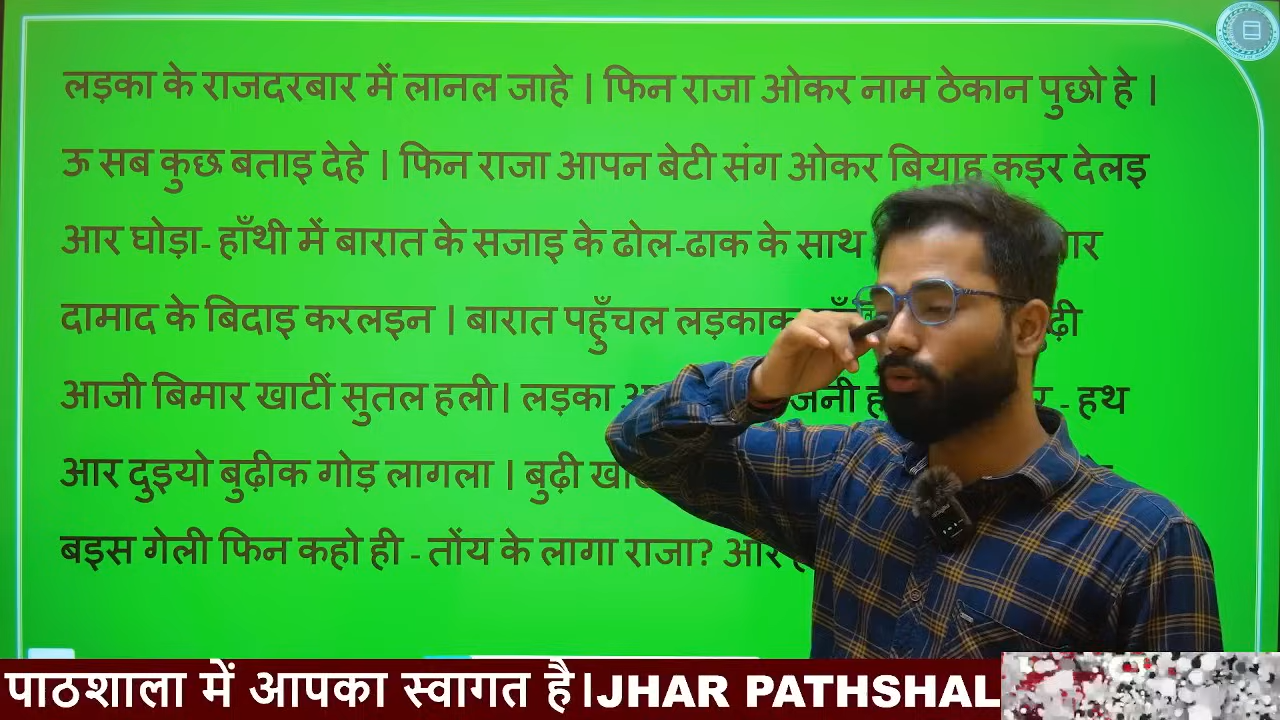 लड़का के राजदरबार में लानल जाहे । फिन राजा ओकर नाम ठेकान पुछो हे ।
ऊ सब कुछ बताइ देहे । फिन राजा आपन बेटी संग ओकर बियाह कइर देलइ
आर घोड़ा- हाँथी में बारात के सजाइ के ढोल-ढाक के साथ
दामाद के बिदाइ करलइन । बारात पहुँचल लड़काक
आजी बिमार खाटीं सुतल हली। लड़का - हथ
आर दुइयो बुढ़ीक गोड़ लागला । बुढ़ी
बइस गेली फिन कहो ही - तोंय के लागा राजा? आर
पाठशाला में आपका स्वागत है।JHAR PATHSHAL